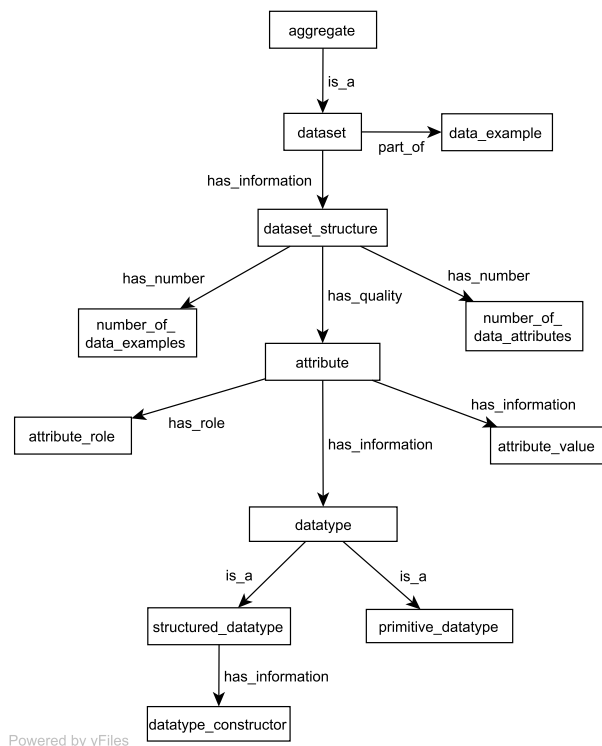 aggregate
is_a
dataset
data_example
part_of
has_information
dataset_structure
has_number
has_number
has_quality
number_of_
data_examples
number_of_
data_attributes
attribute
has_information
attribute_role
has_role
has_information
attribute_value
datatype
is_a
is_a
structured_datatype
primitive_datatype
has_information
datatype_constructor
Powered by yFiles